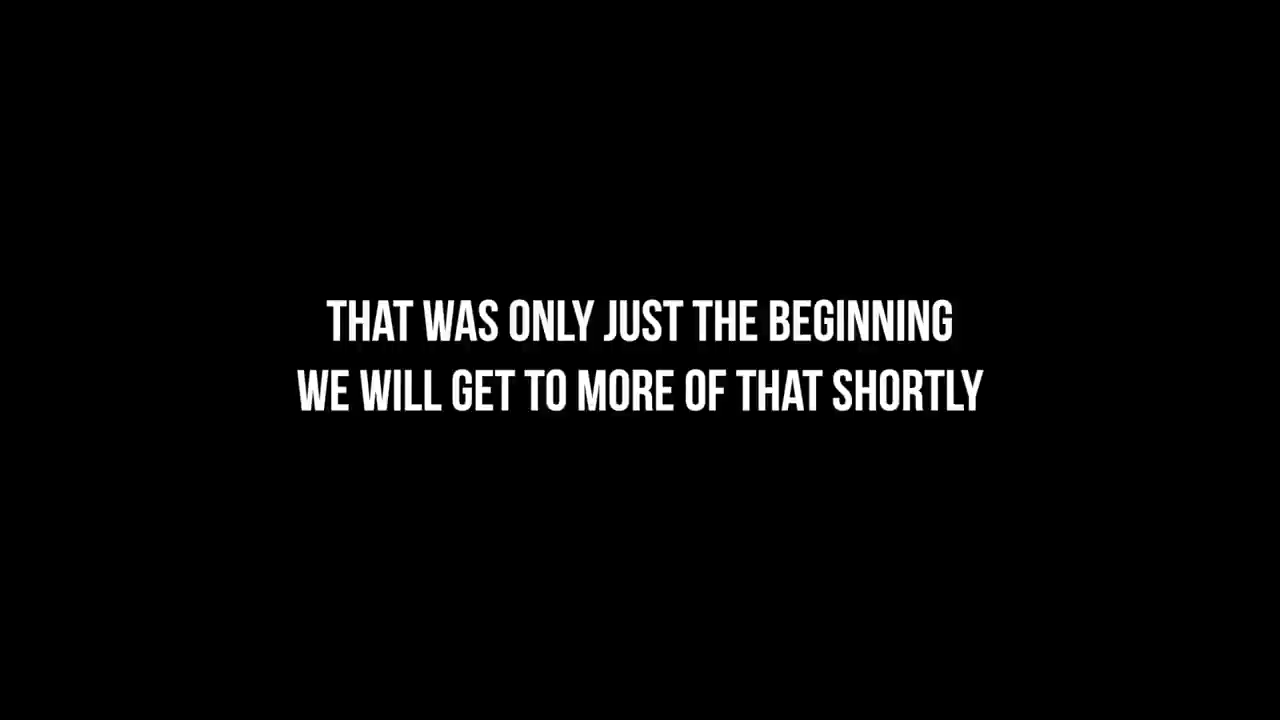 THAT WAS ONLY JUST THE BEGINNING
WE WILL GET TO MORE OF THAT SHORTLY